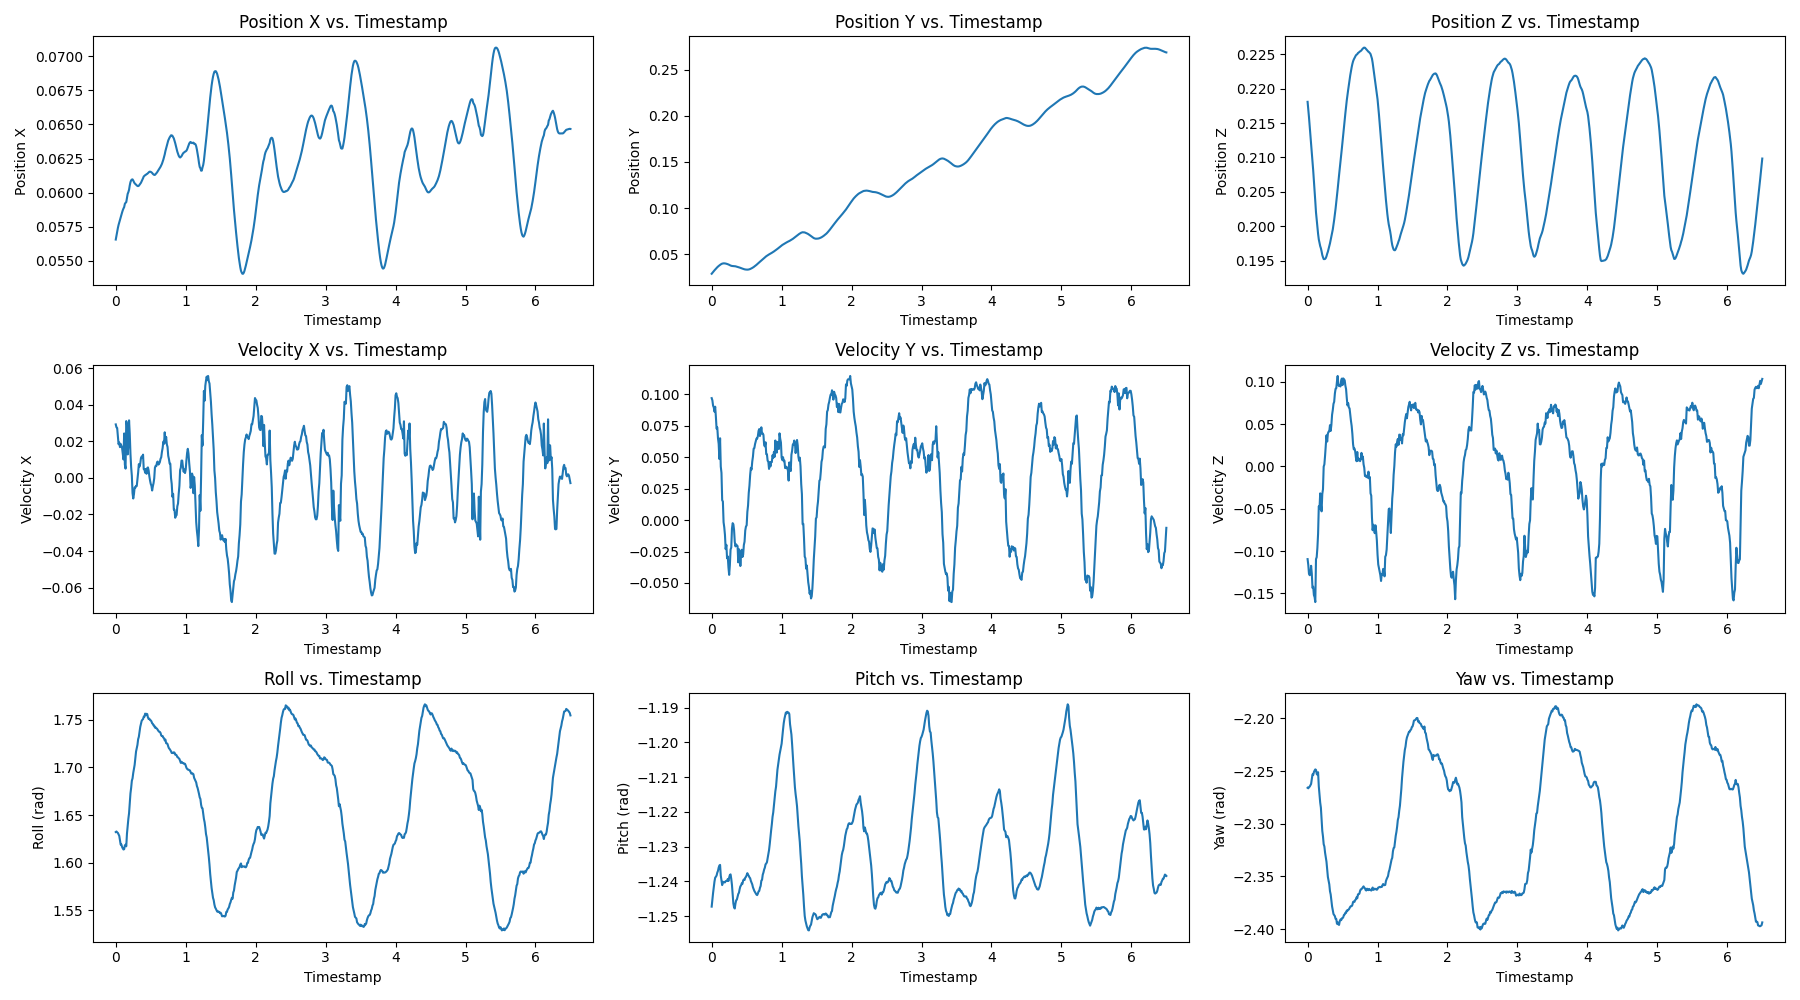 Position X vs. Timestamp
Position X
0.0700
0.0675
0.0650
0.0625
0.0600
0.0575
0.0550
0 1 2 3 4 5 6
Timestamp
Position Y vs. Timestamp
Position Y
0.25
0.20
0.15
0.10
0.05
0 1 2 3 4 5 6
Timestamp
Position Z vs. Timestamp
Position Z
0.225
0.220
0.215
0.210
0.205
0.200
0.195
0 1 2 3 4 5 6
Timestamp
Velocity X vs. Timestamp
Velocity X
0.06
0.04
0.02
0.00
−0.02
−0.04
−0.06
0 1 2 3 4 5 6
Timestamp
Velocity Y vs. Timestamp
Velocity Y
0.100
0.075
0.050
0.025
0.000
−0.025
−0.050
0 1 2 3 4 5 6
Timestamp
Velocity Z vs. Timestamp
Velocity Z
0.10
0.05
0.00
−0.05
−0.10
−0.15
0 1 2 3 4 5 6
Timestamp
Roll vs. Timestamp
Roll (rad)
1.75
1.70
1.65
1.60
1.55
0 1 2 3 4 5 6
Timestamp
Pitch vs. Timestamp
Pitch (rad)
−1.19
−1.20
−1.21
−1.22
−1.23
−1.24
−1.25
0 1 2 3 4 5 6
Timestamp
Yaw vs. Timestamp
Yaw (rad)
−2.20
−2.25
−2.30
−2.35
−2.40
0 1 2 3 4 5 6
Timestamp